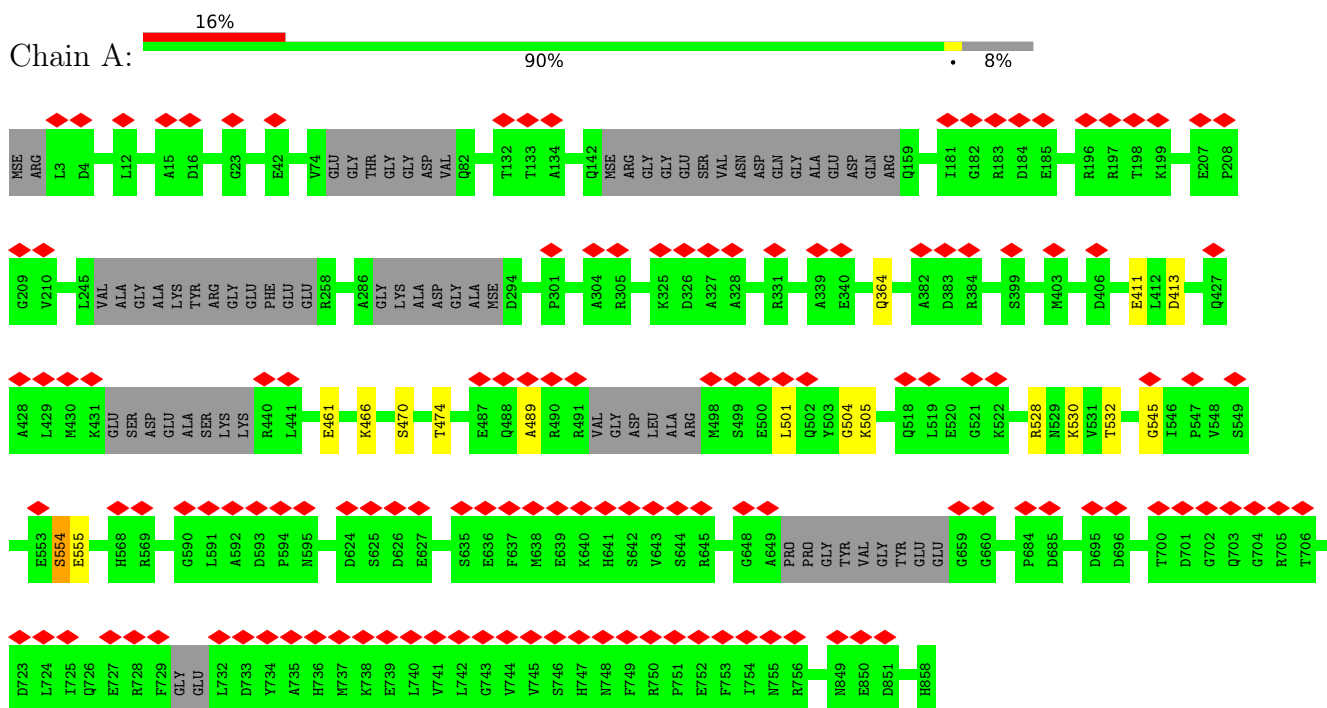 16%
Chain A:
90% • 8%
MSE ARG L3 D4 L12 A15 D16 G23 E42 V74 GLU GLY THR GLY GLY ASP VAL Q82 T132 T133 A134 Q142 MSE ARG GLY GLY GLU SER VAL ASN ASP GLN GLY ALA GLU ASP GLN ARG Q159 I181 G182 R183 D184 E185 R196 R197 T198 K199 E207 P208
G209 V210 L245 VAL ALA GLY ALA LYS TYR ARG GLY GLU PHE GLU GLU R258 A286 GLY LYS ALA ASP GLY ALA MSE D294 P301 A304 R305 K325 D326 A327 A328 R331 A339 E340 Q364 A382 D383 R384 S399 M403 D406 E411 L412 D413 Q427
A428 L429 M430 K431 GLU SER ASP GLU ALA SER LYS LYS R440 L441 E461 K466 S470 T474 E487 Q488 A489 R490 R491 VAL GLY ASP LEU ALA ARG M498 S499 E500 L501 Q502 Y503 G504 K505 Q518 L519 E520 G521 K522 R528 N529 K530 V531 T532 G545 I546 P547 V548 S549
E553 S554 E555 H568 R569 G590 L591 A592 D593 P594 N595 D624 S625 D626 E627 S635 E636 F637 M638 E639 K640 H641 S642 V643 S644 R645 G648 A649 PRO PRO GLY TYR VAL GLY TYR GLU GLU G659 G660 P684 D685 D695 D696 T700 D701 G702 Q703 G704 R705 T706
D723 L724 I725 Q726 E727 R728 F729 GLY GLU L732 D733 Y734 A735 H736 M737 K738 E739 L740 V741 L742 G743 V744 V745 S746 H747 N748 F749 R750 P751 E752 F753 I754 N755 R756 N849 E850 D851 H858